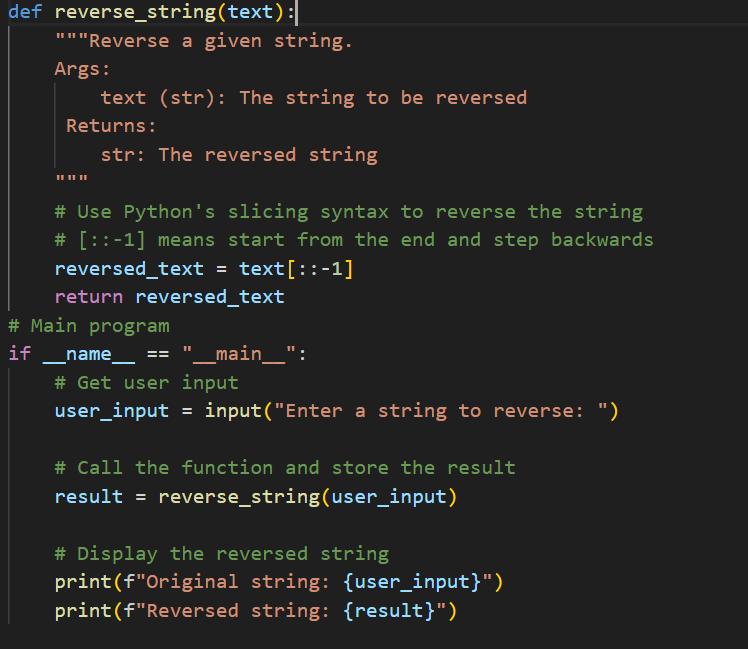 def reverse_string(text):
    """Reverse a given string.
    Args:
        text (str): The string to be reversed
     Returns:
        str: The reversed string
    """
    # Use Python's slicing syntax to reverse the string
    # [::-1] means start from the end and step backwards
    reversed_text = text[::-1]
    return reversed_text
# Main program
if __name__ == "__main__":
    # Get user input
    user_input = input("Enter a string to reverse: ")

    # Call the function and store the result
    result = reverse_string(user_input)

    # Display the reversed string
    print(f"Original string: {user_input}")
    print(f"Reversed string: {result}")